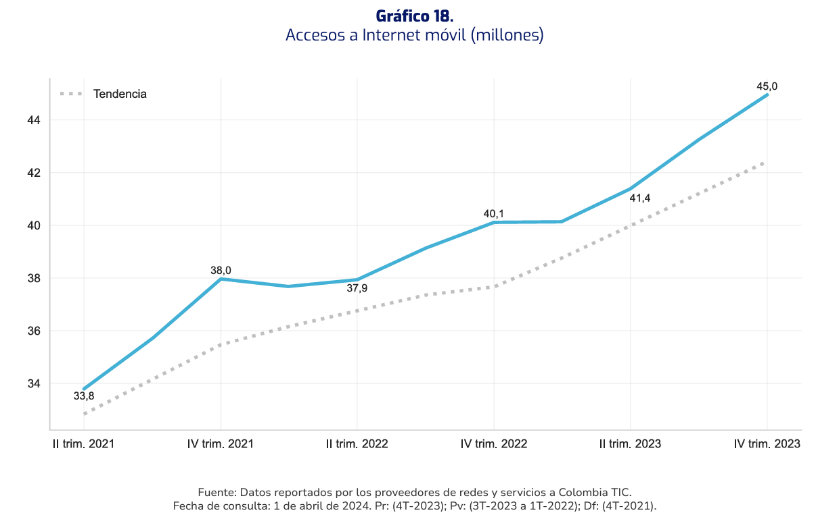 Gráfico 18.
Accesos a Internet móvil (millones)
Tendencia
45,0
44
42
41,4
40,1
40
38,0
38
37,9
36
34
33,8
II trim. 2021 IV trim. 2021 II trim. 2022 IV trim. 2022 II trim. 2023 IV trim. 2023
Fuente: Datos reportados por los proveedores de redes y servicios a Colombia TIC.
Fecha de consulta: 1 de abril de 2024. Pr: (4T-2023); Pv: (3T-2023 a 1T-2022); Df: (4T-2021).